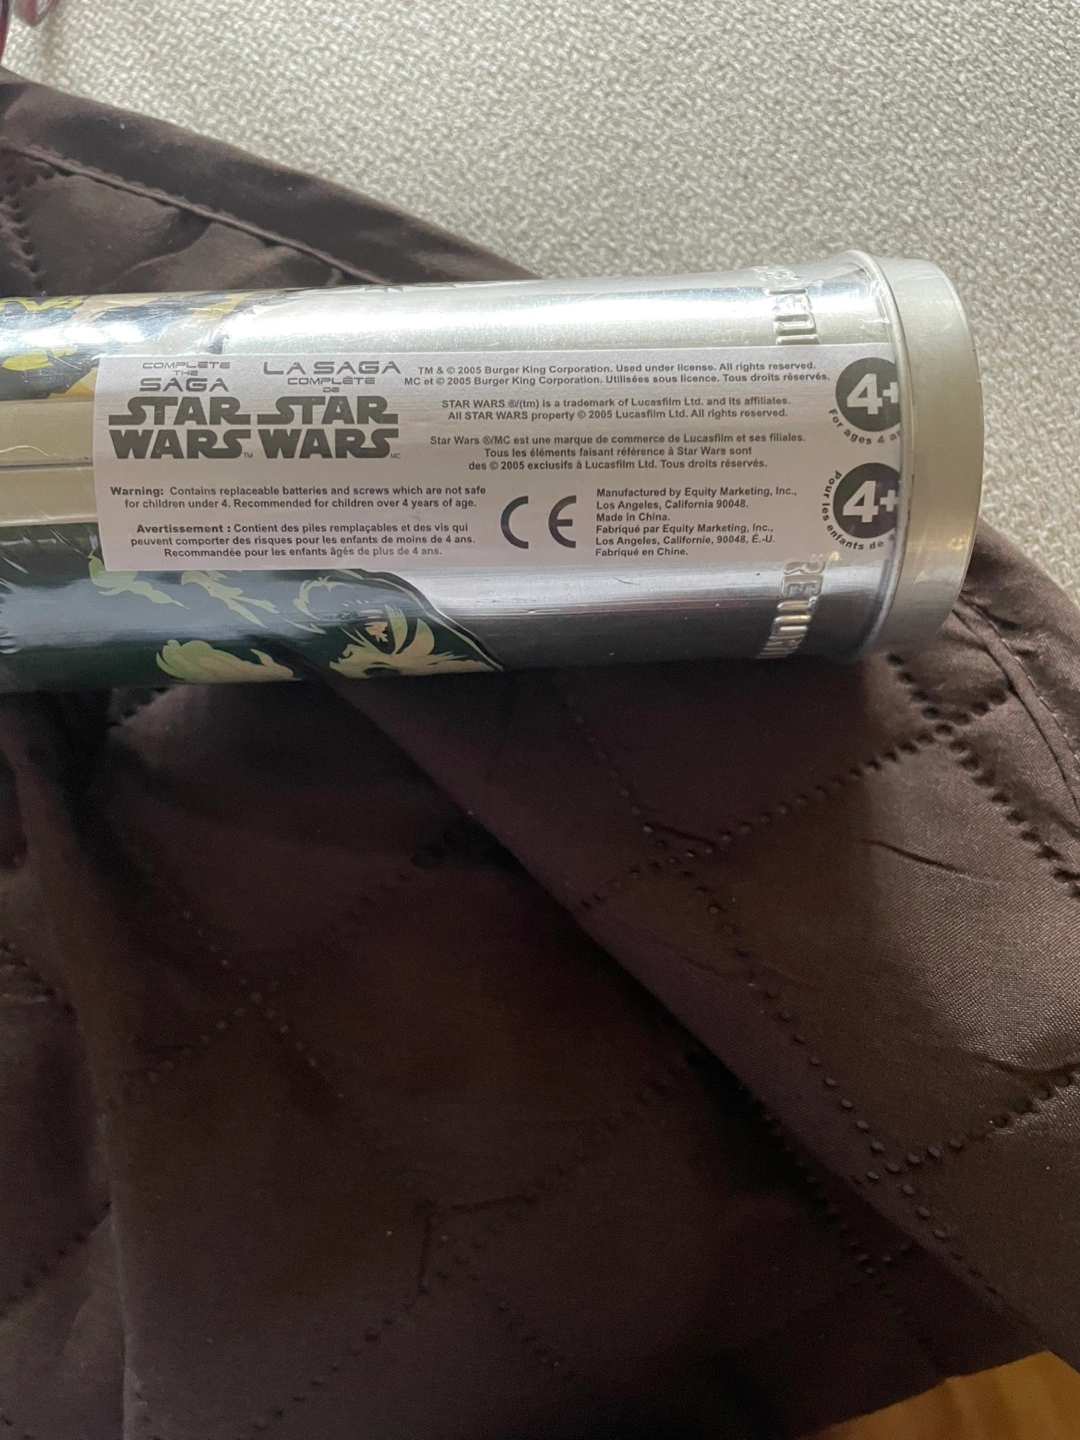 COMPLETE
THE
SAGA
STAR
WARS
TM
LA SAGA
COMPLÈTE
DE
STAR
WARS
MC
TM & © 2005 Burger King Corporation. Used under license. All rights reserved.
MC et © 2005 Burger King Corporation. Utilisées sous licence. Tous droits réservés.
STAR WARS ®/(tm) is a trademark of Lucasfilm Ltd. and its affiliates.
All STAR WARS property © 2005 Lucasfilm Ltd. All rights reserved.
Star Wars ®/MC est une marque de commerce de Lucasfilm et ses filiales.
Tous les éléments faisant référence à Star Wars sont
des © 2005 exclusifs à Lucasfilm Ltd. Tous droits réservés.
Warning: Contains replaceable batteries and screws which are not safe
for children under 4. Recommended for children over 4 years of age.
Avertissement : Contient des piles remplaçables et des vis qui
peuvent comporter des risques pour les enfants de moins de 4 ans.
Recommandée pour les enfants âgés de plus de 4 ans.
CE
Manufactured by Equity Marketing, Inc.,
Los Angeles, California 90048.
Made in China.
Fabriqué par Equity Marketing, Inc.,
Los Angeles, Californie, 90048, É.-U.
Fabriqué en Chine.
4+
For ages 4
4+
Pour les enfants de